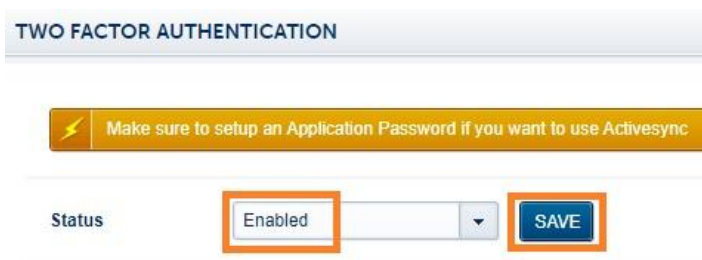 TWO FACTOR AUTHENTICATION
Make sure to setup an Application Password if you want to use Activesync
Status Enabled SAVE